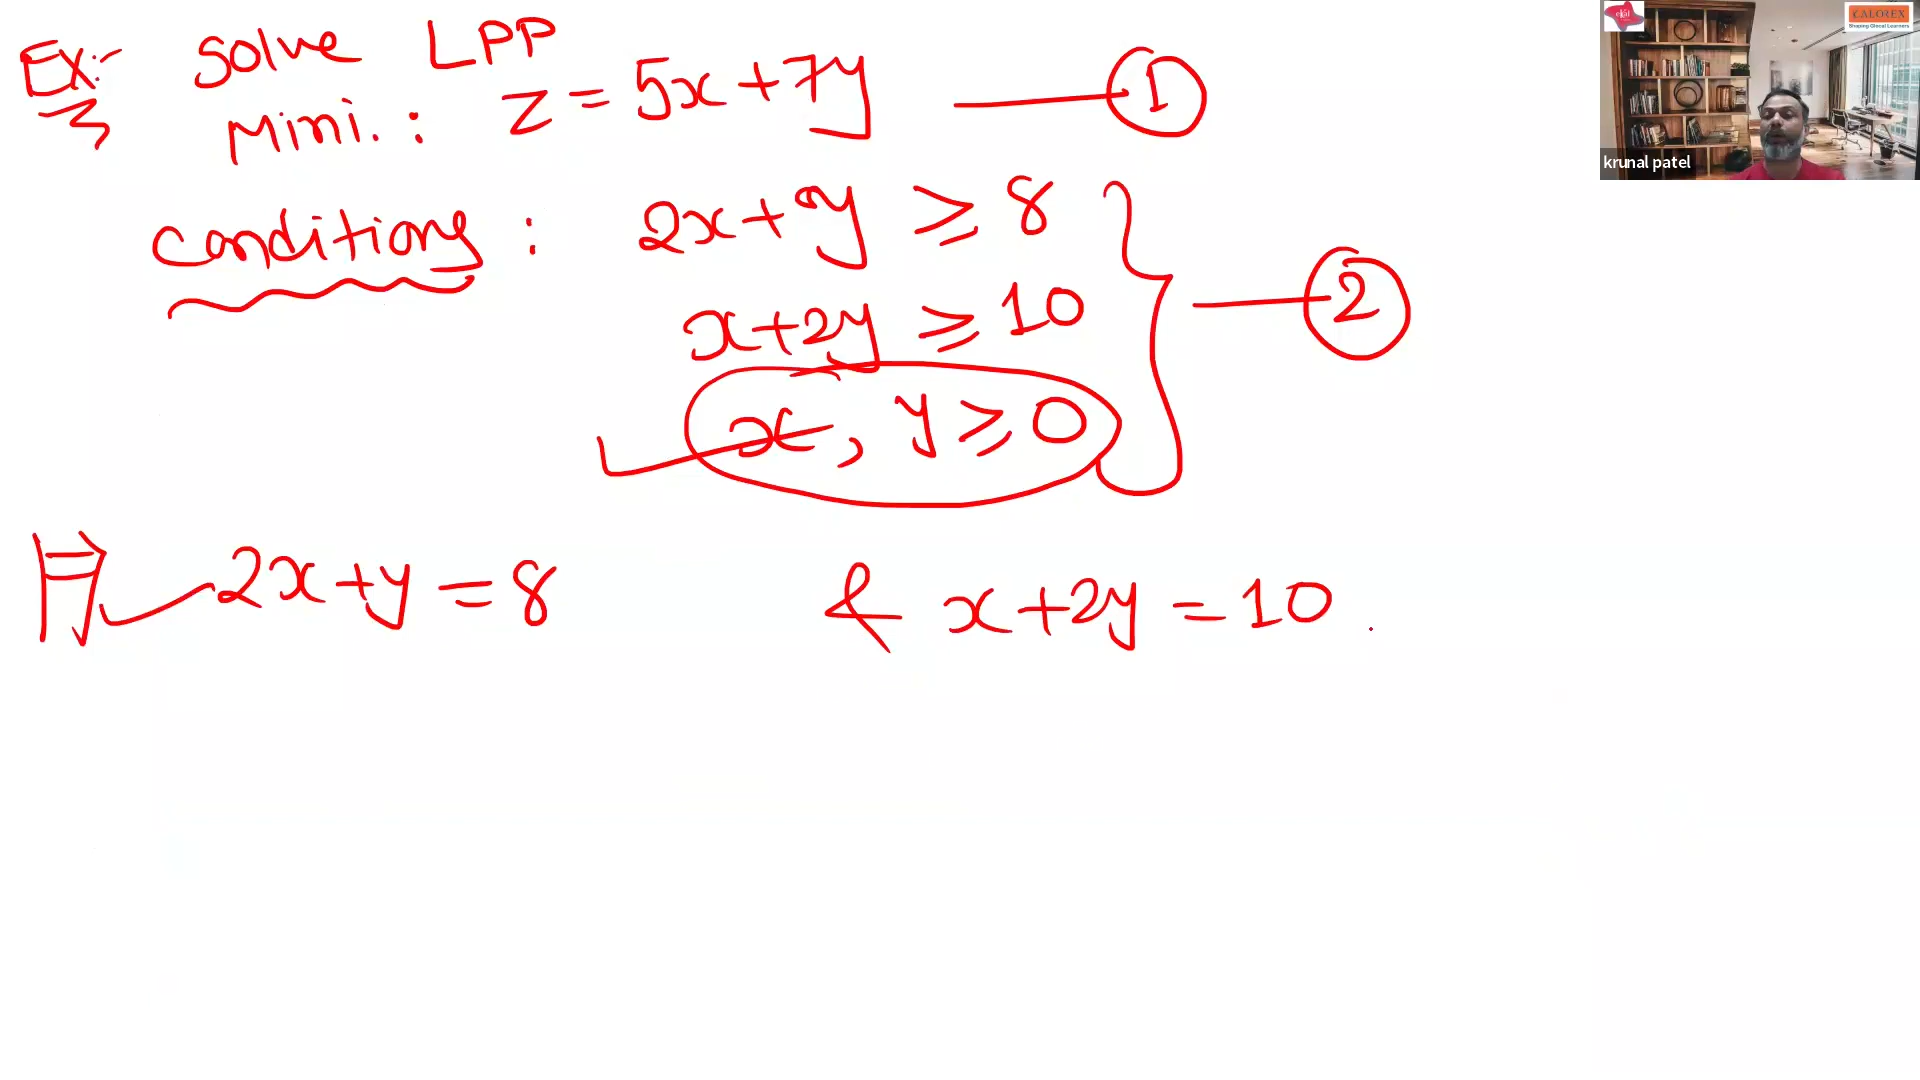 Ex:- Solve LPP
Mini. : z = 5x + 7y ——— 1
conditions : 2x + y ≥ 8
x + 2y ≥ 10
x, y ≥ 0
2
2x + y = 8 & x + 2y = 10
krunal patel
CALOREX